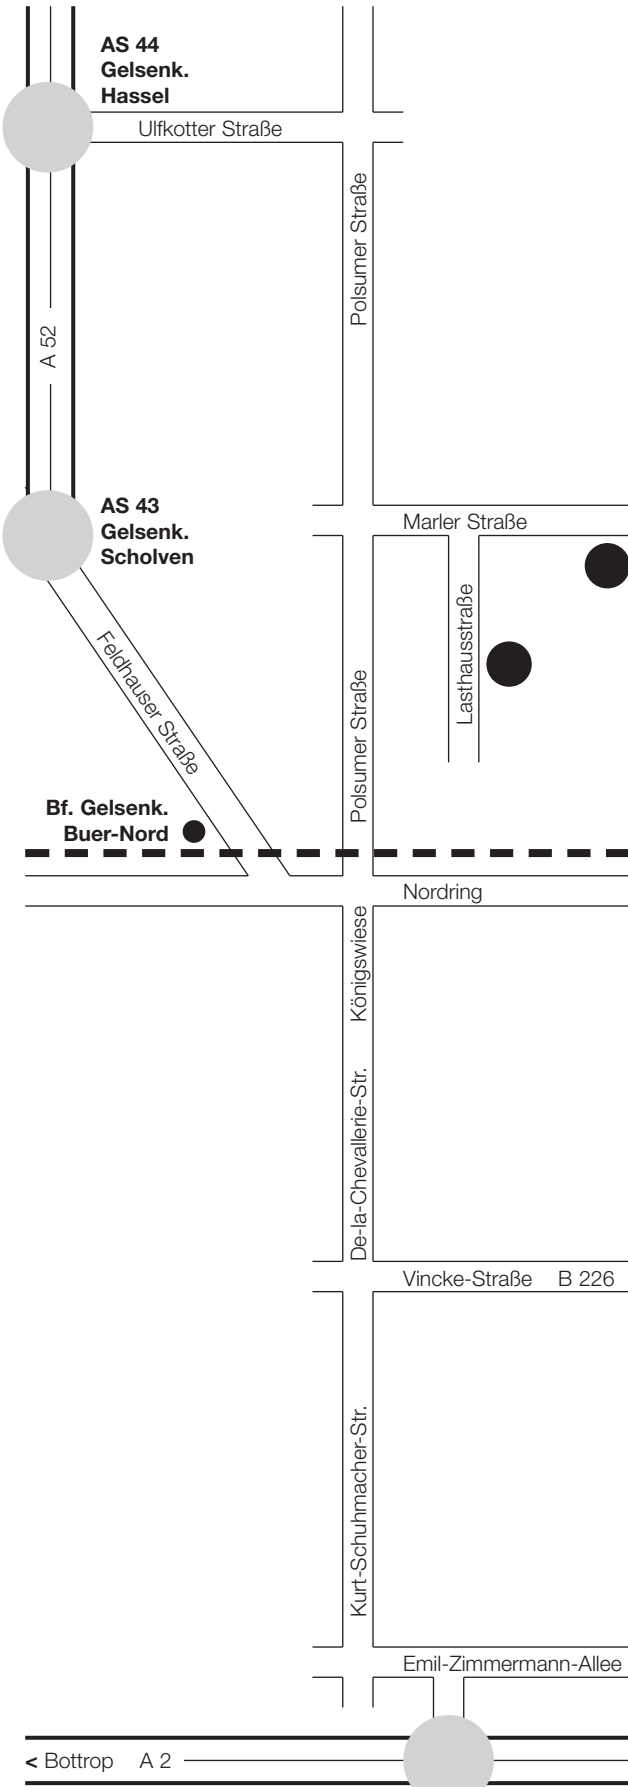 AS 44
Gelsenk.
Hassel
Ulfkotter Straße
Polsumer Straße
A 52
AS 43
Gelsenk.
Scholven
Marler Straße
Lasthausstraße
Feldhauser Straße
Polsumer Straße
Bf. Gelsenk.
Buer-Nord
Nordring
Königswiese
De-la-Chevallerie-Str.
Vincke-Straße B 226
Kurt-Schuhmacher-Str.
Emil-Zimmermann-Allee
< Bottrop A 2